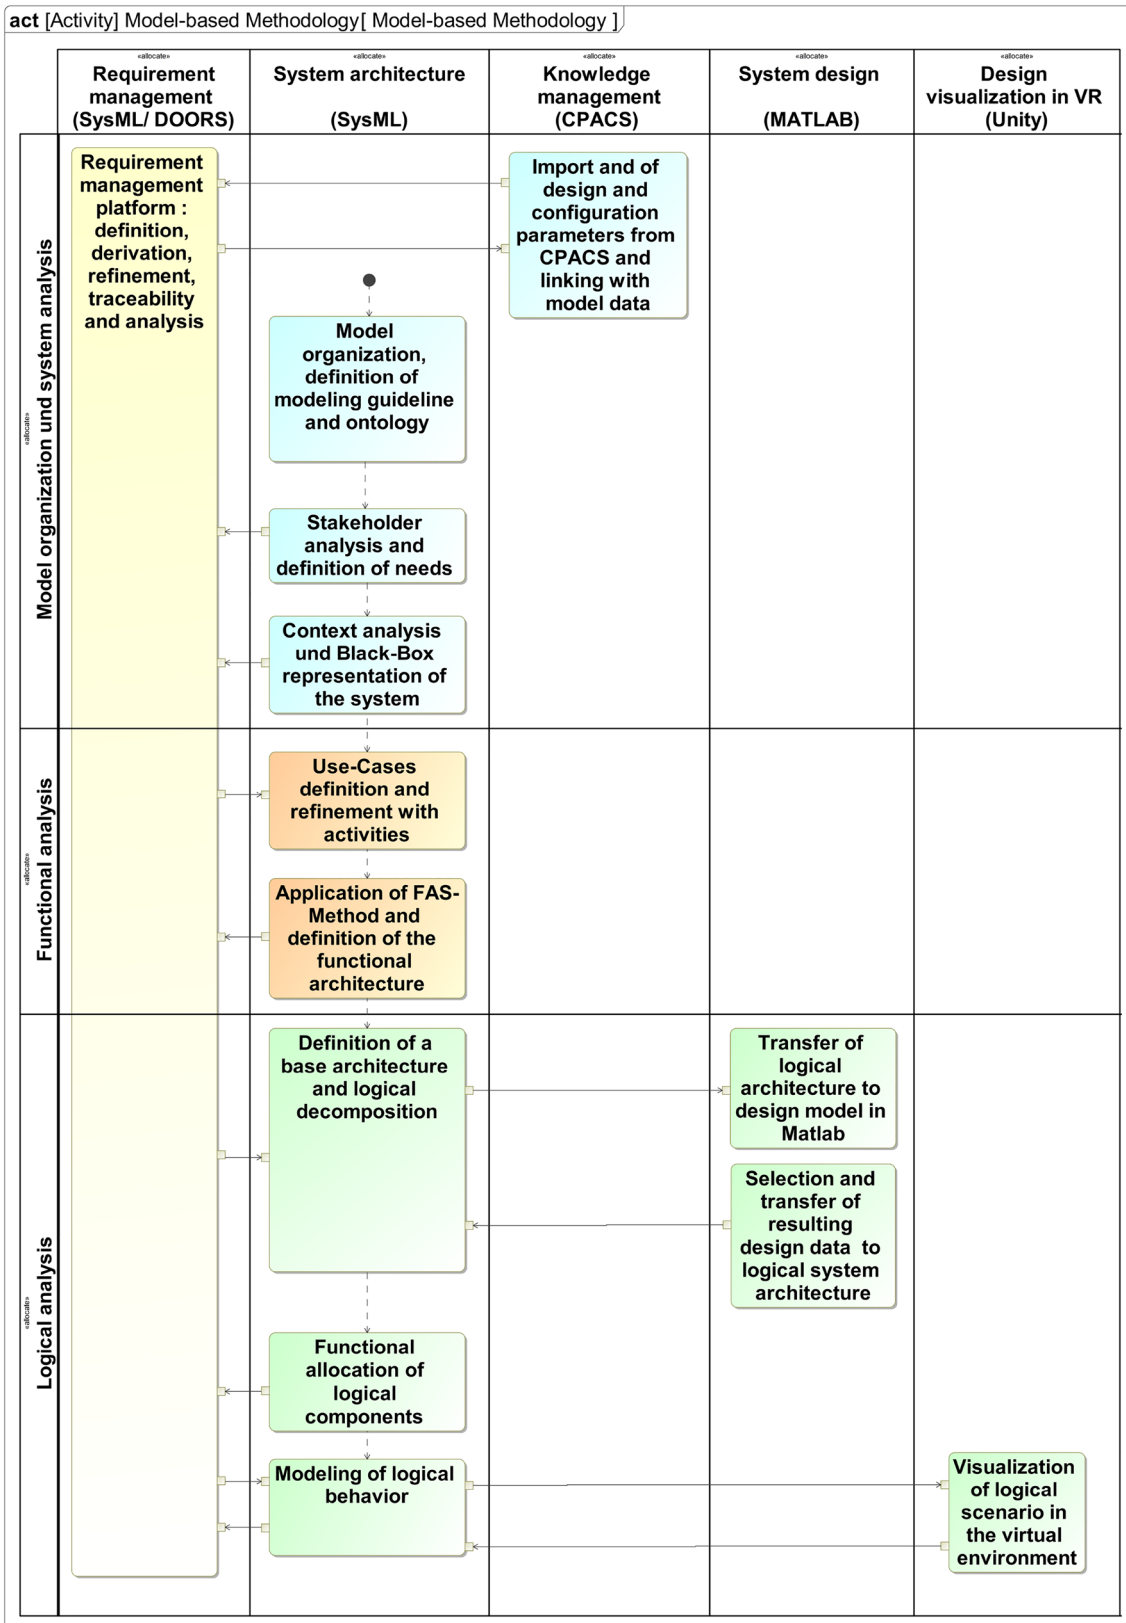 act [Activity] Model-based Methodology[ Model-based Methodology ]
«allocate»
Requirement
management
(SysML/ DOORS)
«allocate»
System architecture
(SysML)
«allocate»
Knowledge
management
(CPACS)
«allocate»
System design
(MATLAB)
«allocate»
Design
visualization in VR
(Unity)
«allocate»
Model organization und system analysis
Requirement
management
platform :
definition,
derivation,
refinement,
traceability
and analysis
Import and of
design and
configuration
parameters from
CPACS and
linking with
model data
Model
organization,
definition of
modeling guideline
and ontology
Stakeholder
analysis and
definition of needs
Context analysis
und Black-Box
representation of
the system
«allocate»
Functional analysis
Use-Cases
definition and
refinement with
activities
Application of FAS-
Method and
definition of the
functional
architecture
«allocate»
Logical analysis
Definition of a
base architecture
and logical
decomposition
Transfer of
logical
architecture to
design model in
Matlab
Selection and
transfer of
resulting
design data to
logical system
architecture
Functional
allocation of
logical
components
Modeling of logical
behavior
Visualization
of logical
scenario in
the virtual
environment